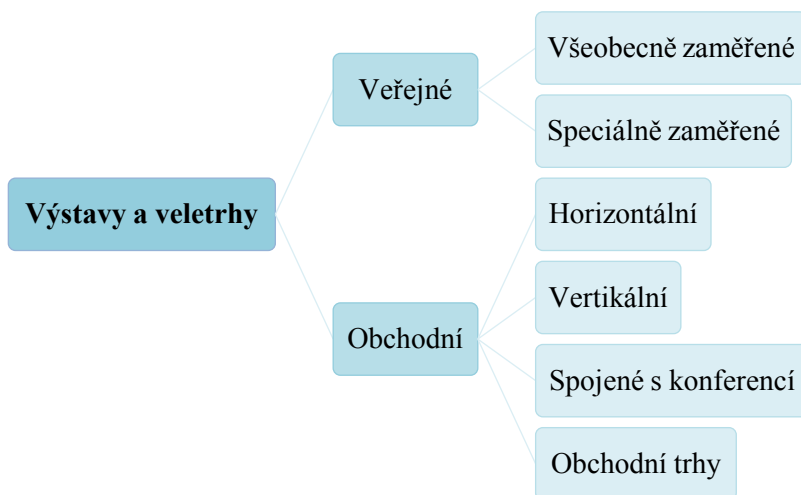 Výstavy a veletrhy
Veřejné
Všeobecně zaměřené
Speciálně zaměřené
Obchodní
Horizontální
Vertikální
Spojené s konferencí
Obchodní trhy